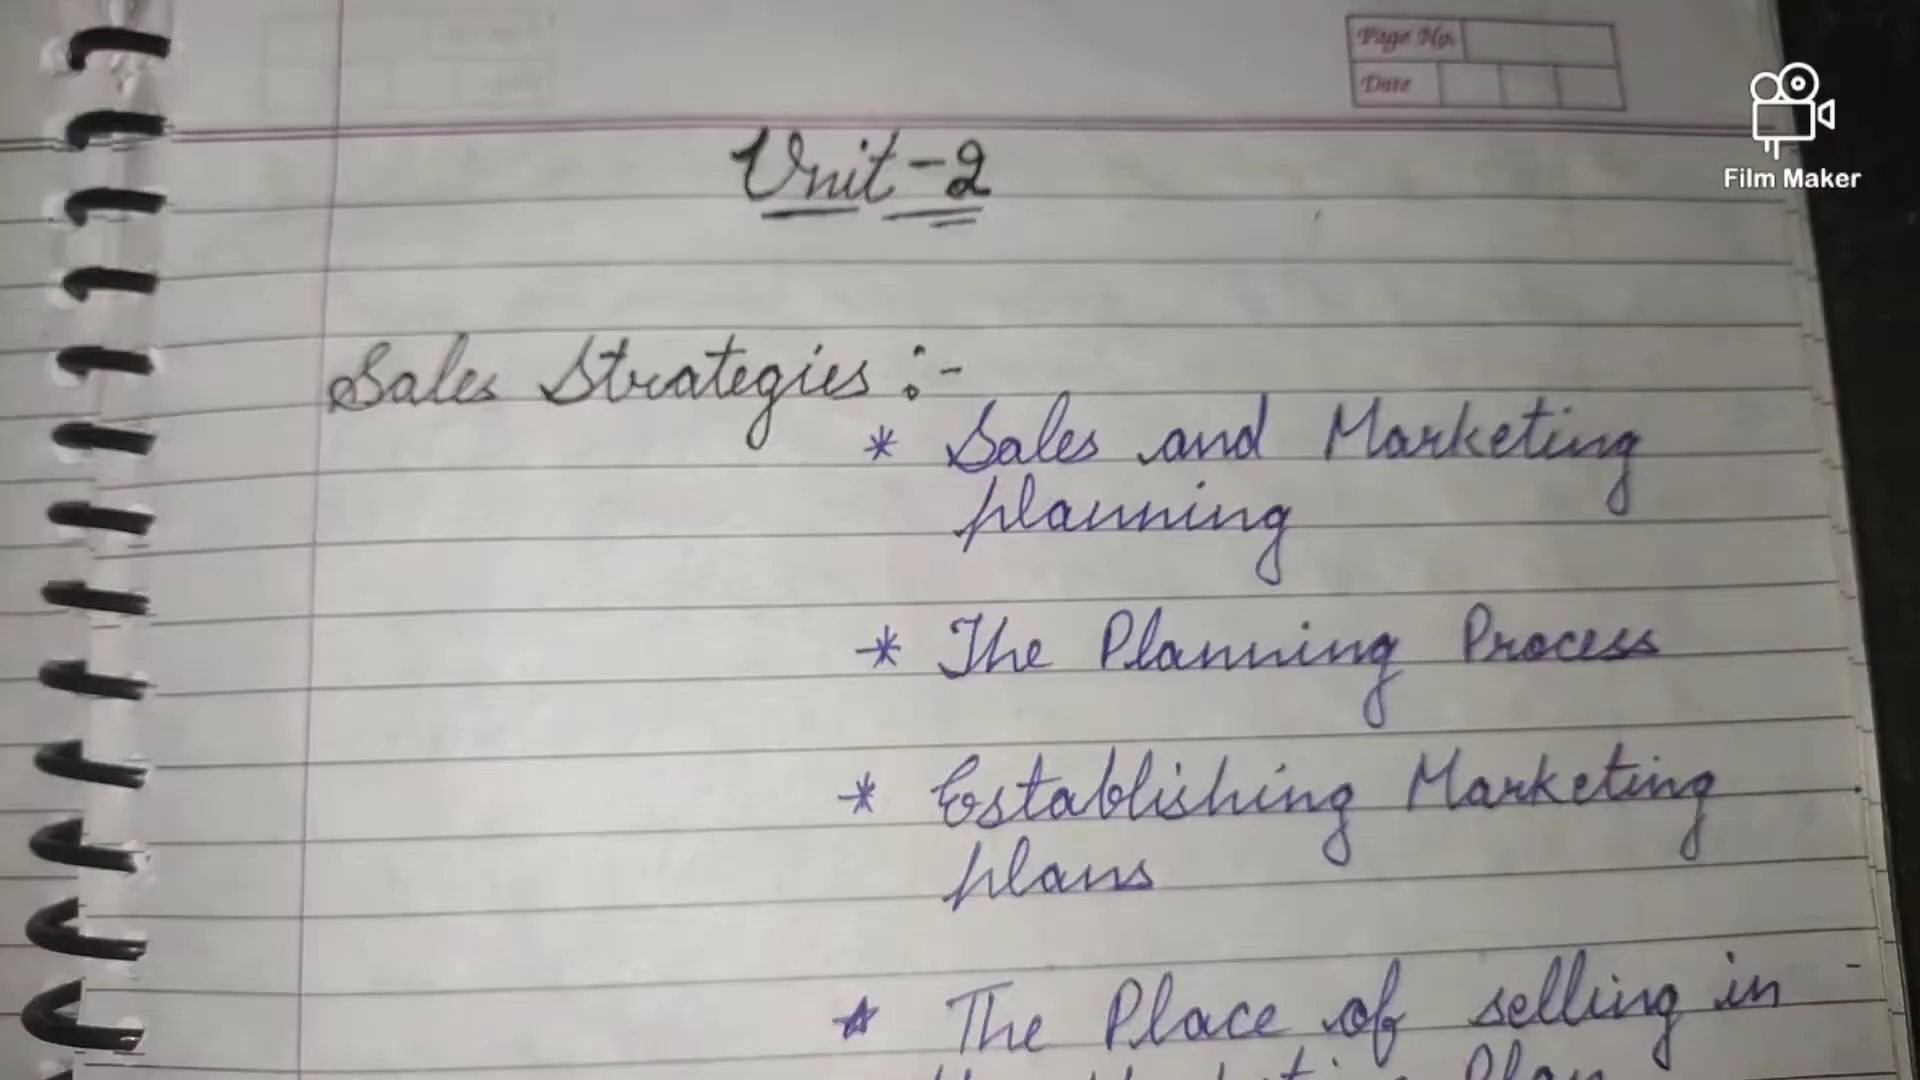 Page No.
Date
Film Maker
Unit-2
Sales Strategies :-
* Sales and Marketing
planning
* The Planning Process
* Establishing Marketing
plans
* The Place of selling in
Plan